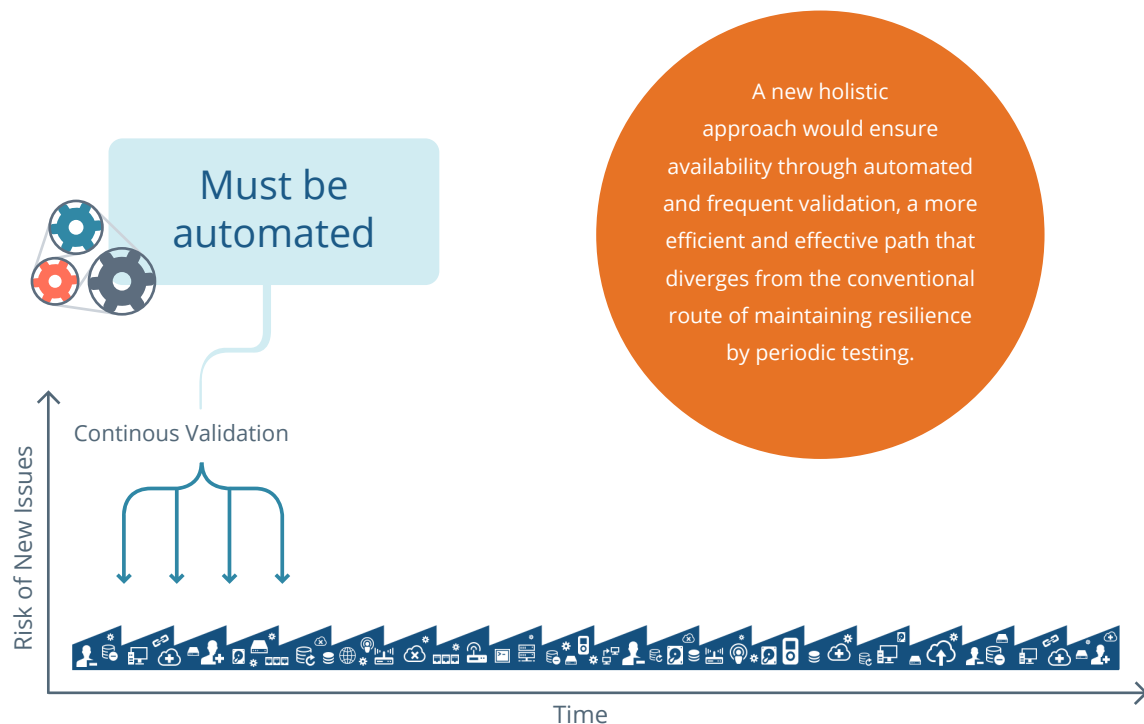 Must be
automated
A new holistic
approach would ensure
availability through automated
and frequent validation, a more
efficient and effective path that
diverges from the conventional
route of maintaining resilience
by periodic testing.
Continous Validation
Risk of New Issues
Time